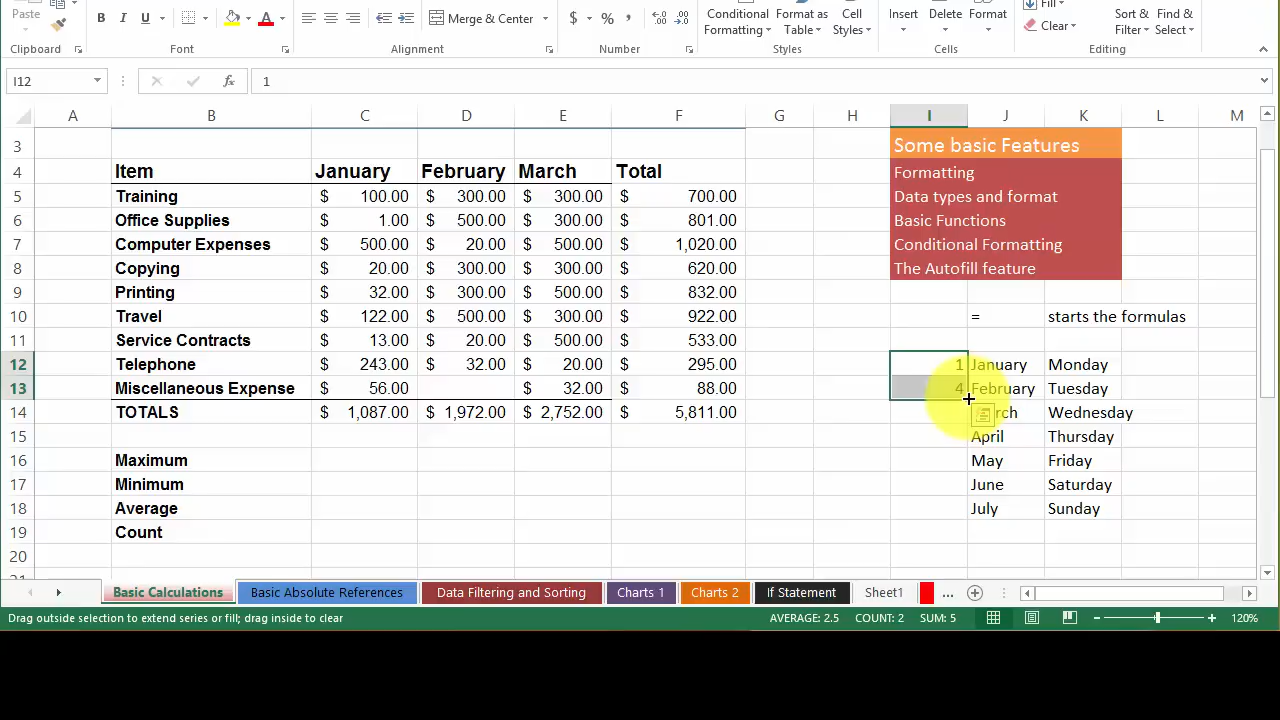 Paste
B I U A $ % , Merge & Center
Conditional Formatting Format as Table Cell Styles
Insert Delete Format
Fill
Clear
Sort & Filter Find & Select
Clipboard Font Alignment Number Styles Cells Editing
I12 fx 1
A B C D E F G H I J K L M
3 Some basic Features
4 Item January February March Total Formatting
5 Training $ 100.00 $ 300.00 $ 300.00 $ 700.00 Data types and format
6 Office Supplies $ 1.00 $ 500.00 $ 300.00 $ 801.00 Basic Functions
7 Computer Expenses $ 500.00 $ 20.00 $ 500.00 $ 1,020.00 Conditional Formatting
8 Copying $ 20.00 $ 300.00 $ 300.00 $ 620.00 The Autofill feature
9 Printing $ 32.00 $ 300.00 $ 500.00 $ 832.00
10 Travel $ 122.00 $ 500.00 $ 300.00 $ 922.00 = starts the formulas
11 Service Contracts $ 13.00 $ 20.00 $ 500.00 $ 533.00
12 Telephone $ 243.00 $ 32.00 $ 20.00 $ 295.00 1 January Monday
13 Miscellaneous Expense $ 56.00 $ 32.00 $ 88.00 4 February Tuesday
14 TOTALS $ 1,087.00 $ 1,972.00 $ 2,752.00 $ 5,811.00 rch Wednesday
15 April Thursday
16 Maximum May Friday
17 Minimum June Saturday
18 Average July Sunday
19 Count
20
Basic Calculations Basic Absolute References Data Filtering and Sorting Charts 1 Charts 2 If Statement Sheet1 ...
Drag outside selection to extend series or fill; drag inside to clear AVERAGE: 2.5 COUNT: 2 SUM: 5 120%